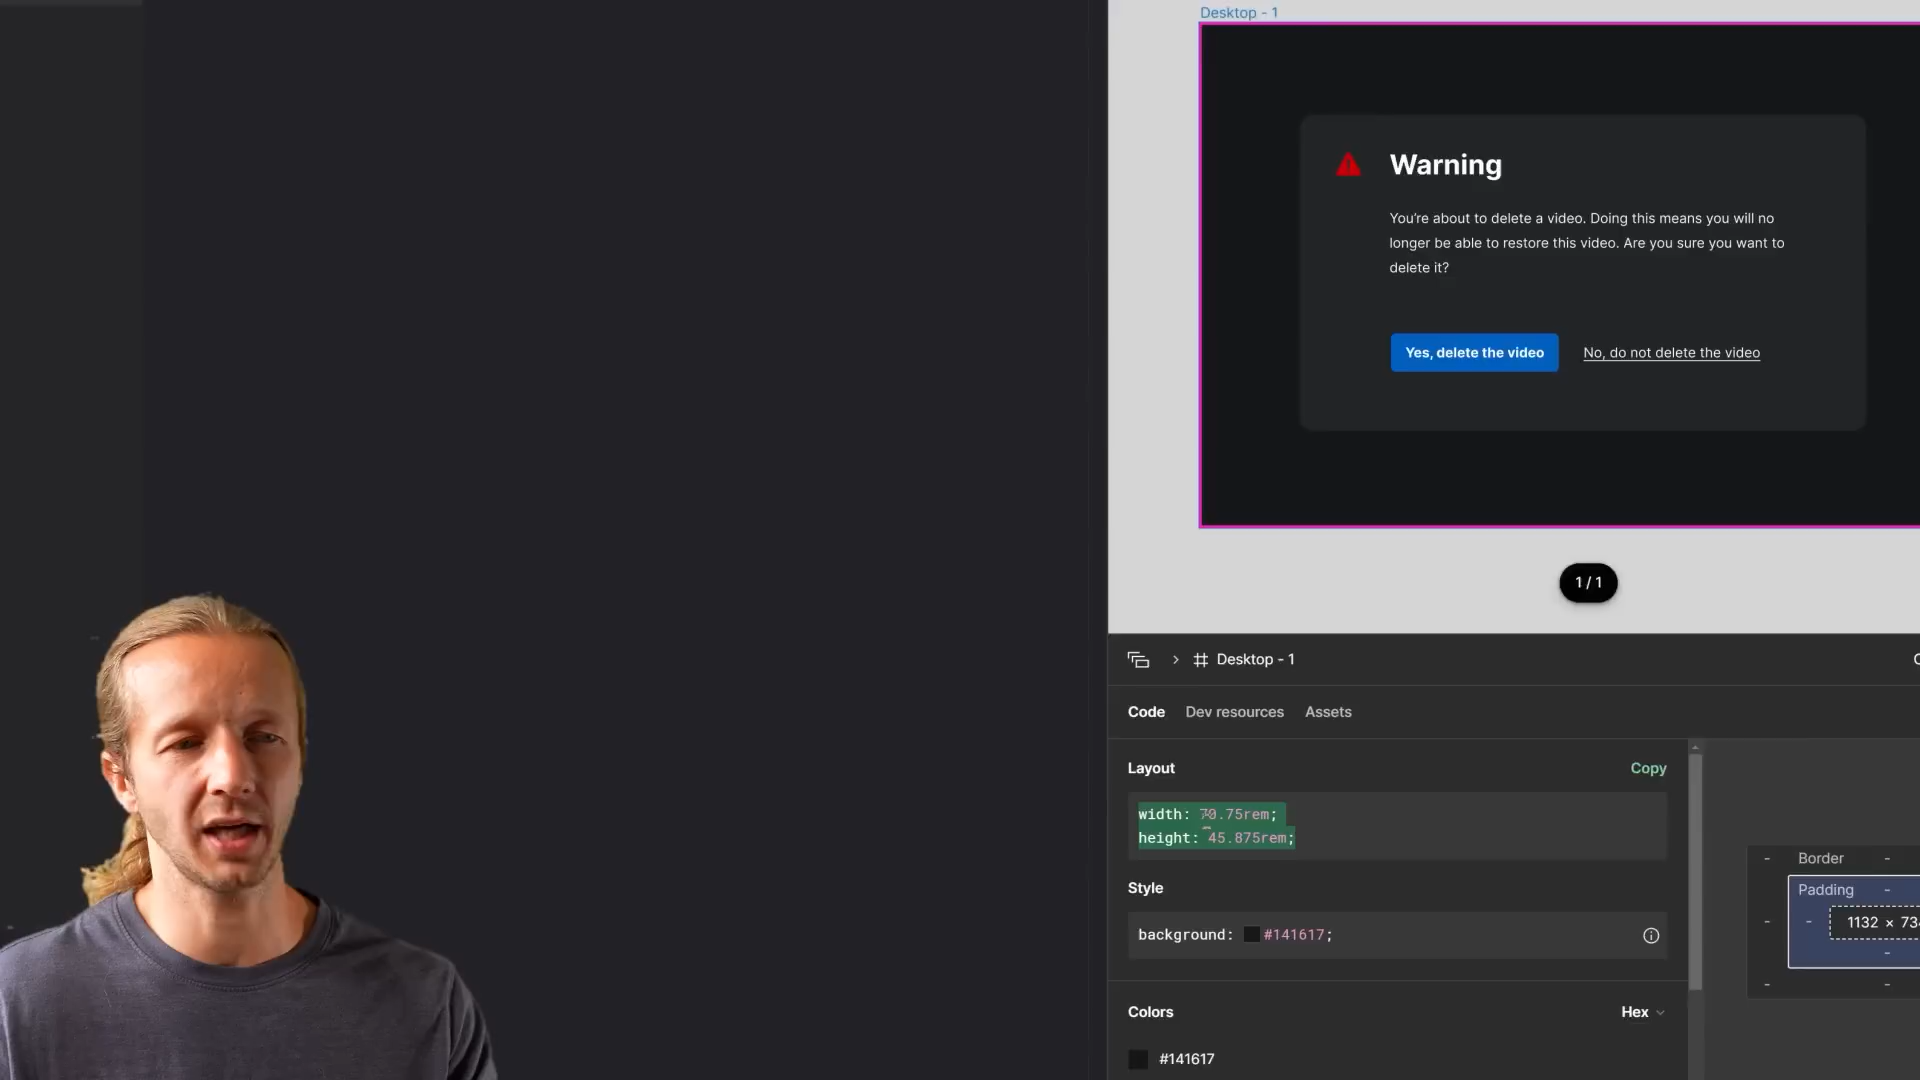 Desktop - 1
Warning
You're about to delete a video. Doing this means you will no
longer be able to restore this video. Are you sure you want to
delete it?
Yes, delete the video
No, do not delete the video
1 / 1
Desktop - 1
Code
Dev resources
Assets
Layout
Copy
width: 70.75rem;
height: 45.875rem;
Style
background: #141617;
Border
Padding
1132 ×
Colors
Hex
#141617